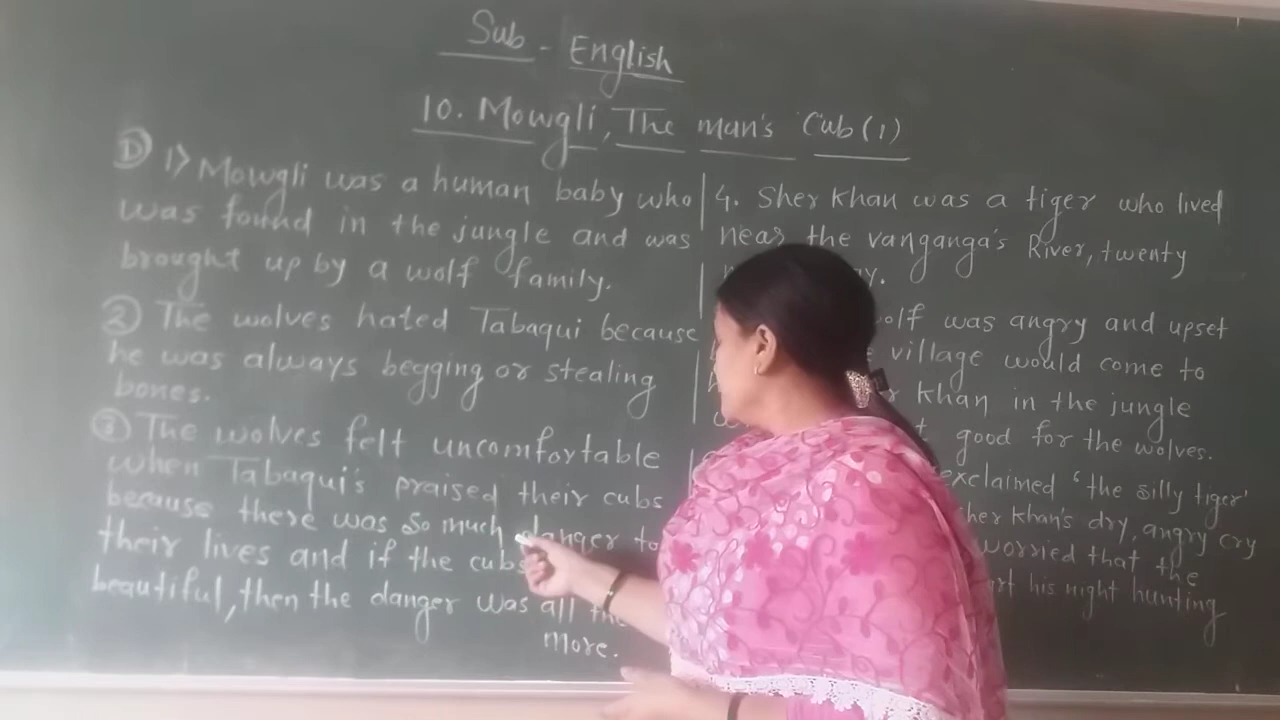 Sub - English
10. Mowgli, The man's Cub (1)
D 1) Mowgli was a human baby who
was found in the jungle and was
brought up by a wolf family.
2 The wolves hated Tabaqui because
he was always begging or stealing
bones.
3 The wolves felt uncomfortable
when Tabaqui's praised their cubs
because there was so much danger to
their lives and if the cubs
beautiful, then the danger was all
more.
4. Sher Khan was a tiger who lived
near the vanganga's River, twenty
was angry and upset
village would come to
Khan in the jungle
good for the wolves.
exclaimed 'the silly tiger'
Sher Khan's dry, angry cry
worried that the
his night hunting